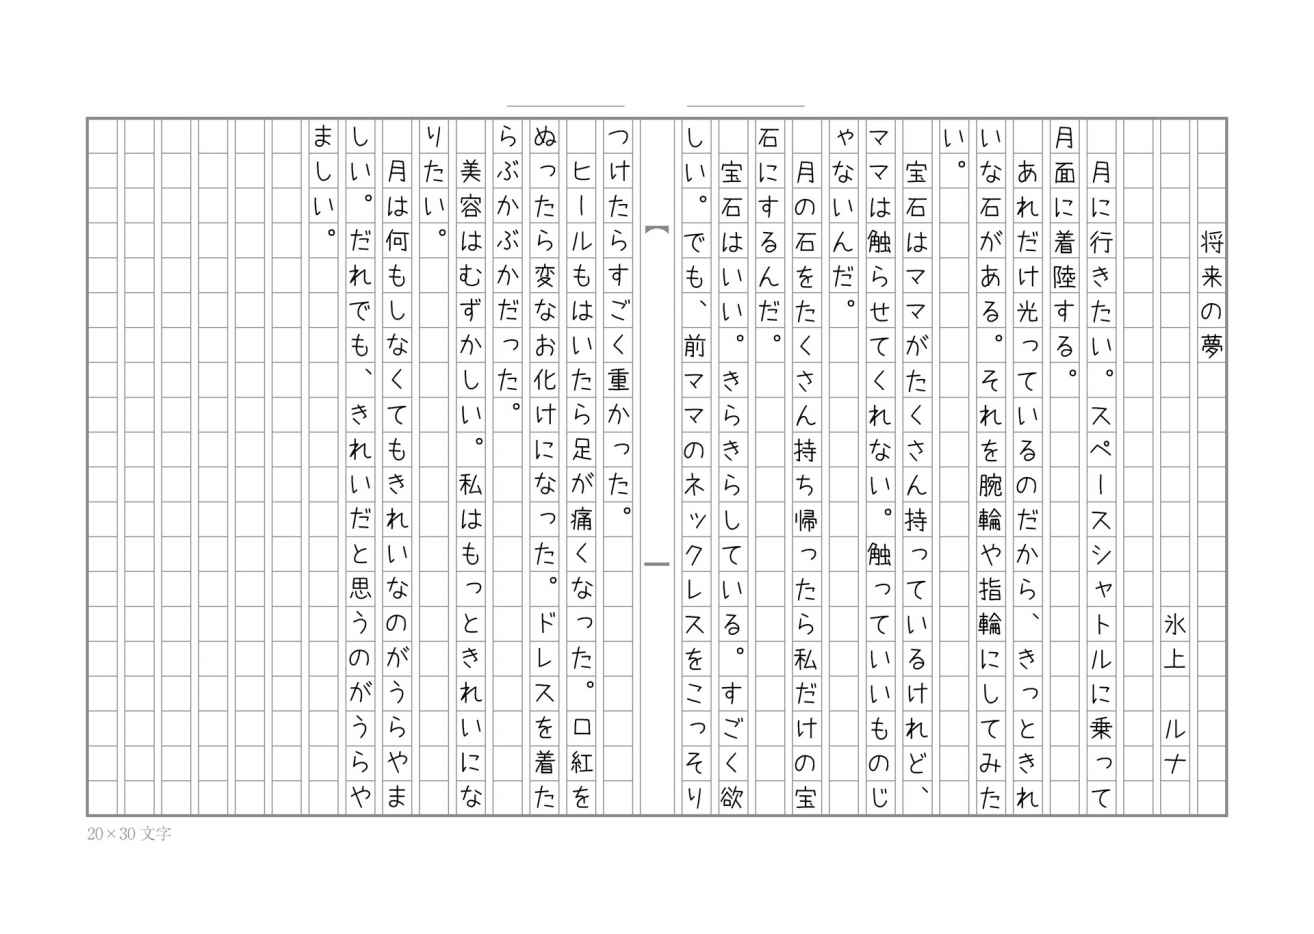 将来の夢
氷上 ルナ
月に行きたい。スペースシャトルに乗って
月面に着陸する。
あれだけ光っているのだから、きっときれ
いな石がある。それを腕輪や指輪にしてみた
い。
宝石はママがたくさん持っているけれど、
ママは触らせてくれない。触っていいものじ
ゃないんだ。
月の石をたくさん持ち帰ったら私だけの宝
石にするんだ。
宝石はいい。きらきらしている。すごく欲
しい。でも、前ママのネックレスをこっそり
つけたらすごく重かった。
ヒールもはいたら足が痛くなった。口紅を
ぬったら変なお化けになった。ドレスを着た
らぶかぶかだった。
美容はむずかしい。私はもっときれいにな
りたい。
月は何もしなくてもきれいなのがうらやま
しい。だれでも、きれいだと思うのがうらや
ましい。
20×30 文字